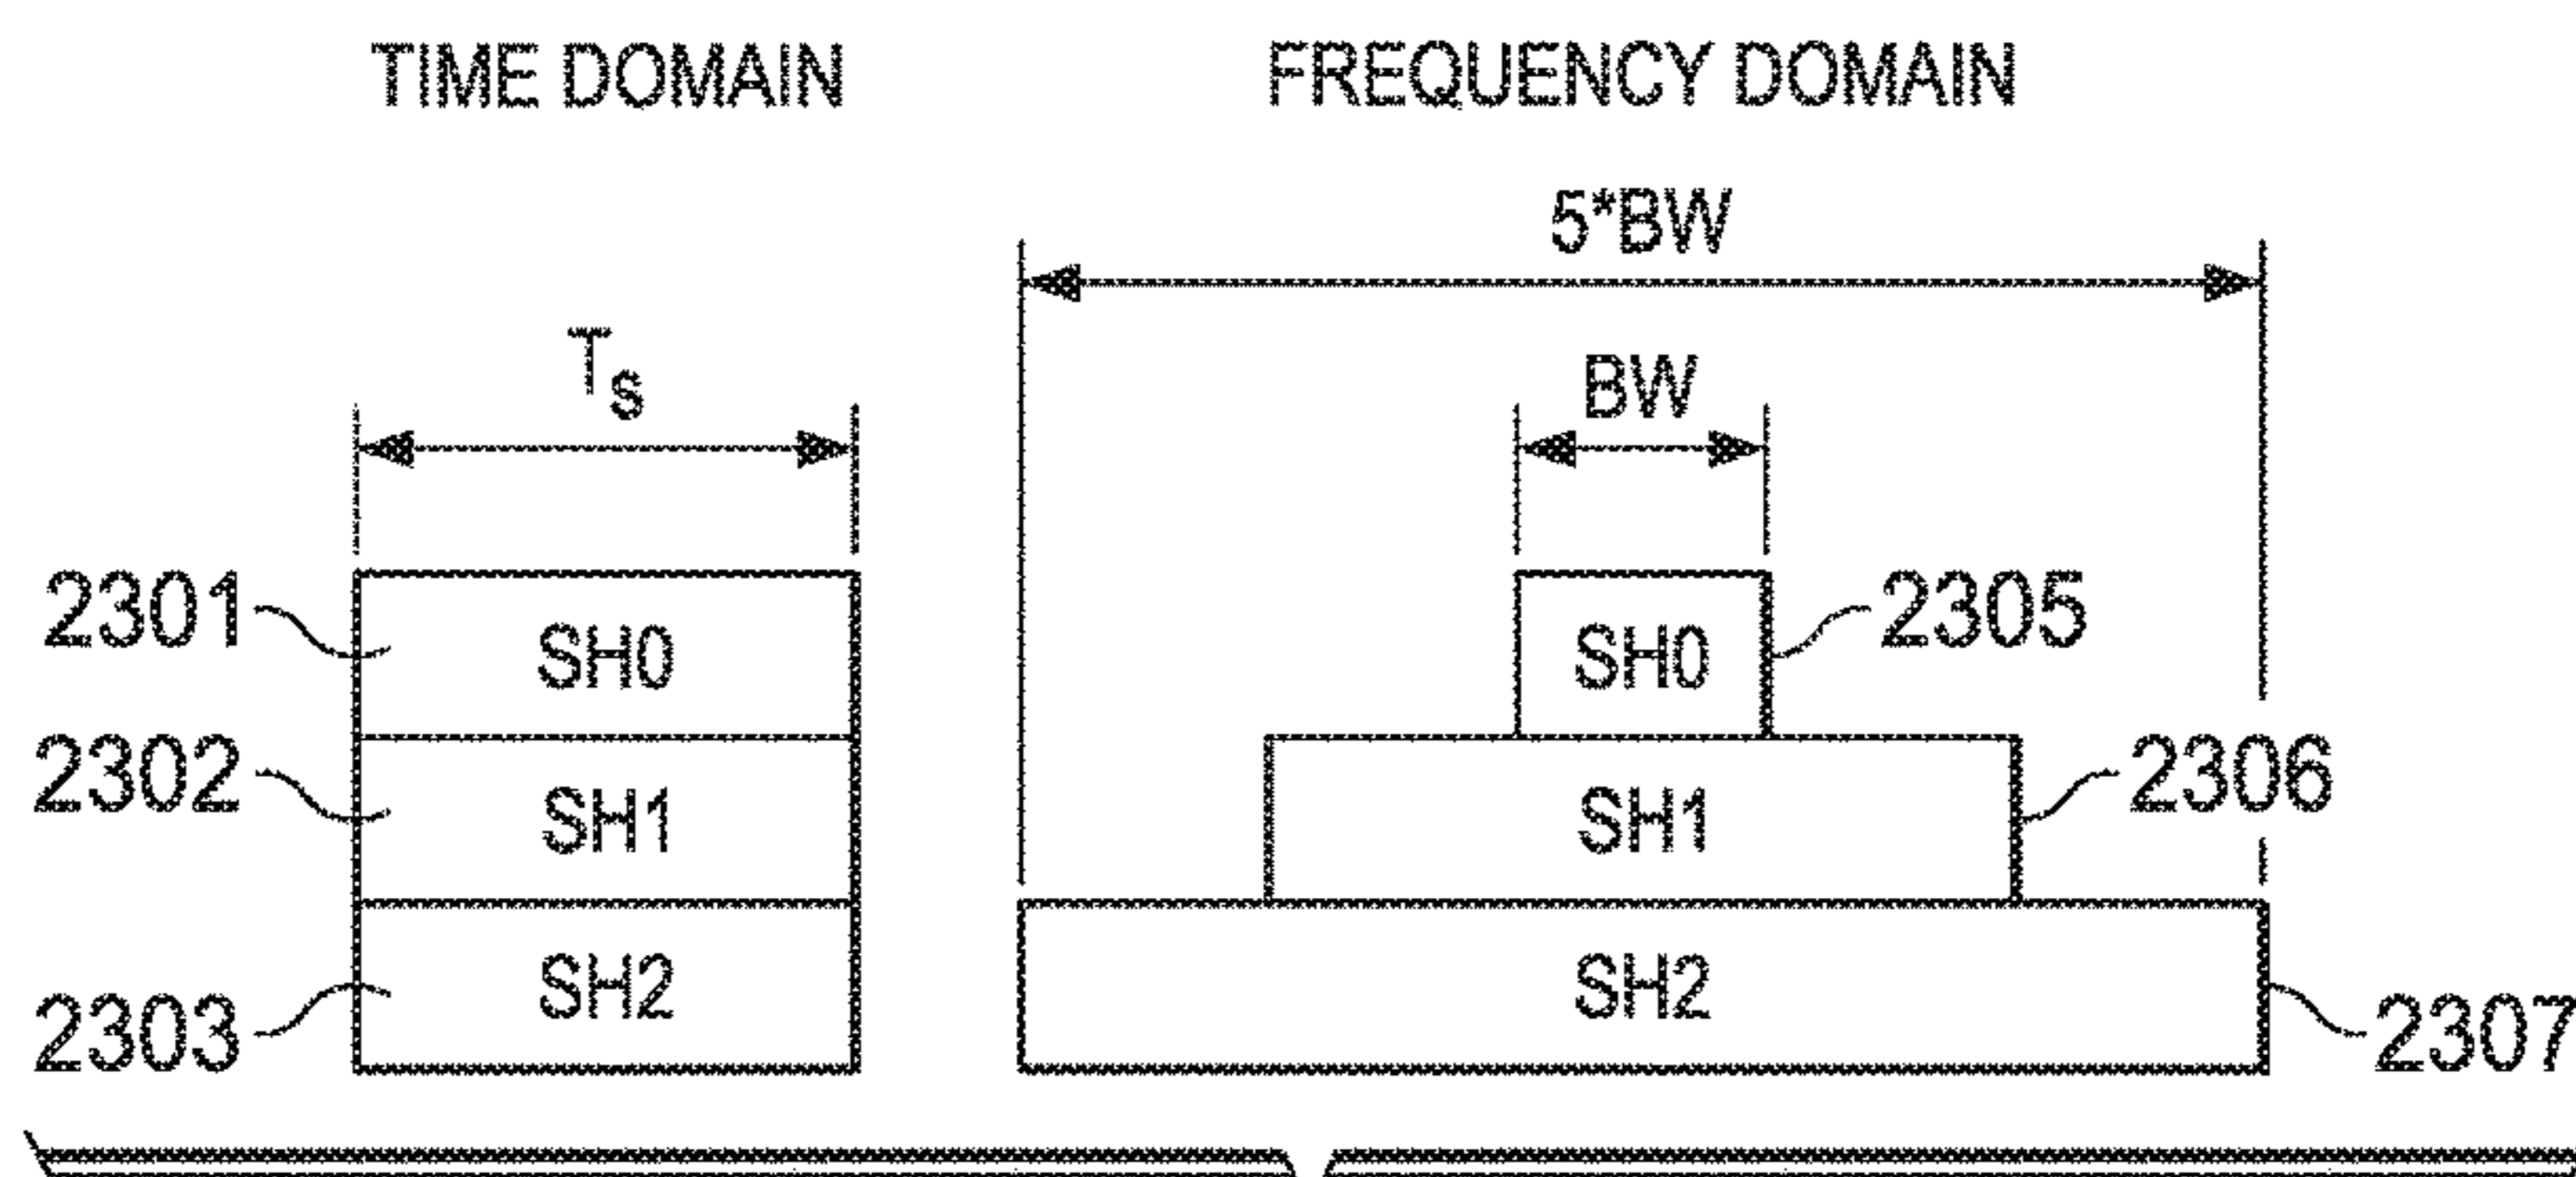 TIME DOMAIN
FREQUENCY DOMAIN
5*BW
Ts
BW
2301
SH0
SH0
2305
2302
SH1
SH1
2306
2303
SH2
SH2
2307